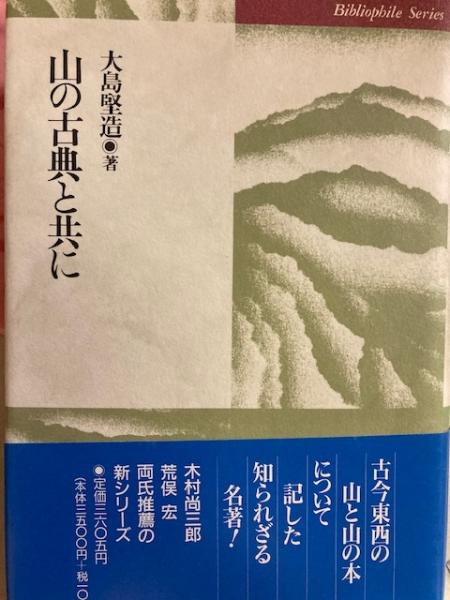 Bibliophile Series
大島堅造◉著
山の古典と共に
古今東西の
山と山の本
について
記した
知られざる
名著!
木村尚三郎
荒俣 宏
両氏推薦の
新シリーズ
●定価三六〇五円
(本体三五〇〇円+税一〇